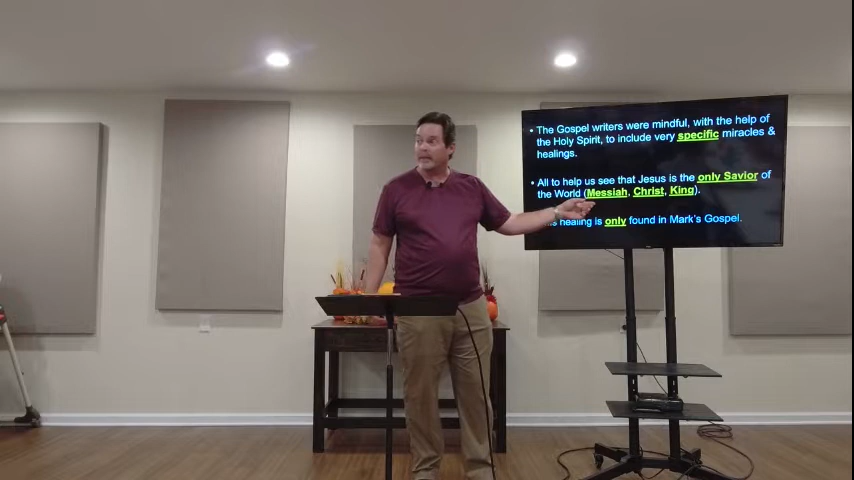 • The Gospel writers were mindful, with the help of
the Holy Spirit, to include very specific miracles &
healings.
• All to help us see that Jesus is the only Savior of
the World (Messiah, Christ, King).
healing is only found in Mark's Gospel.